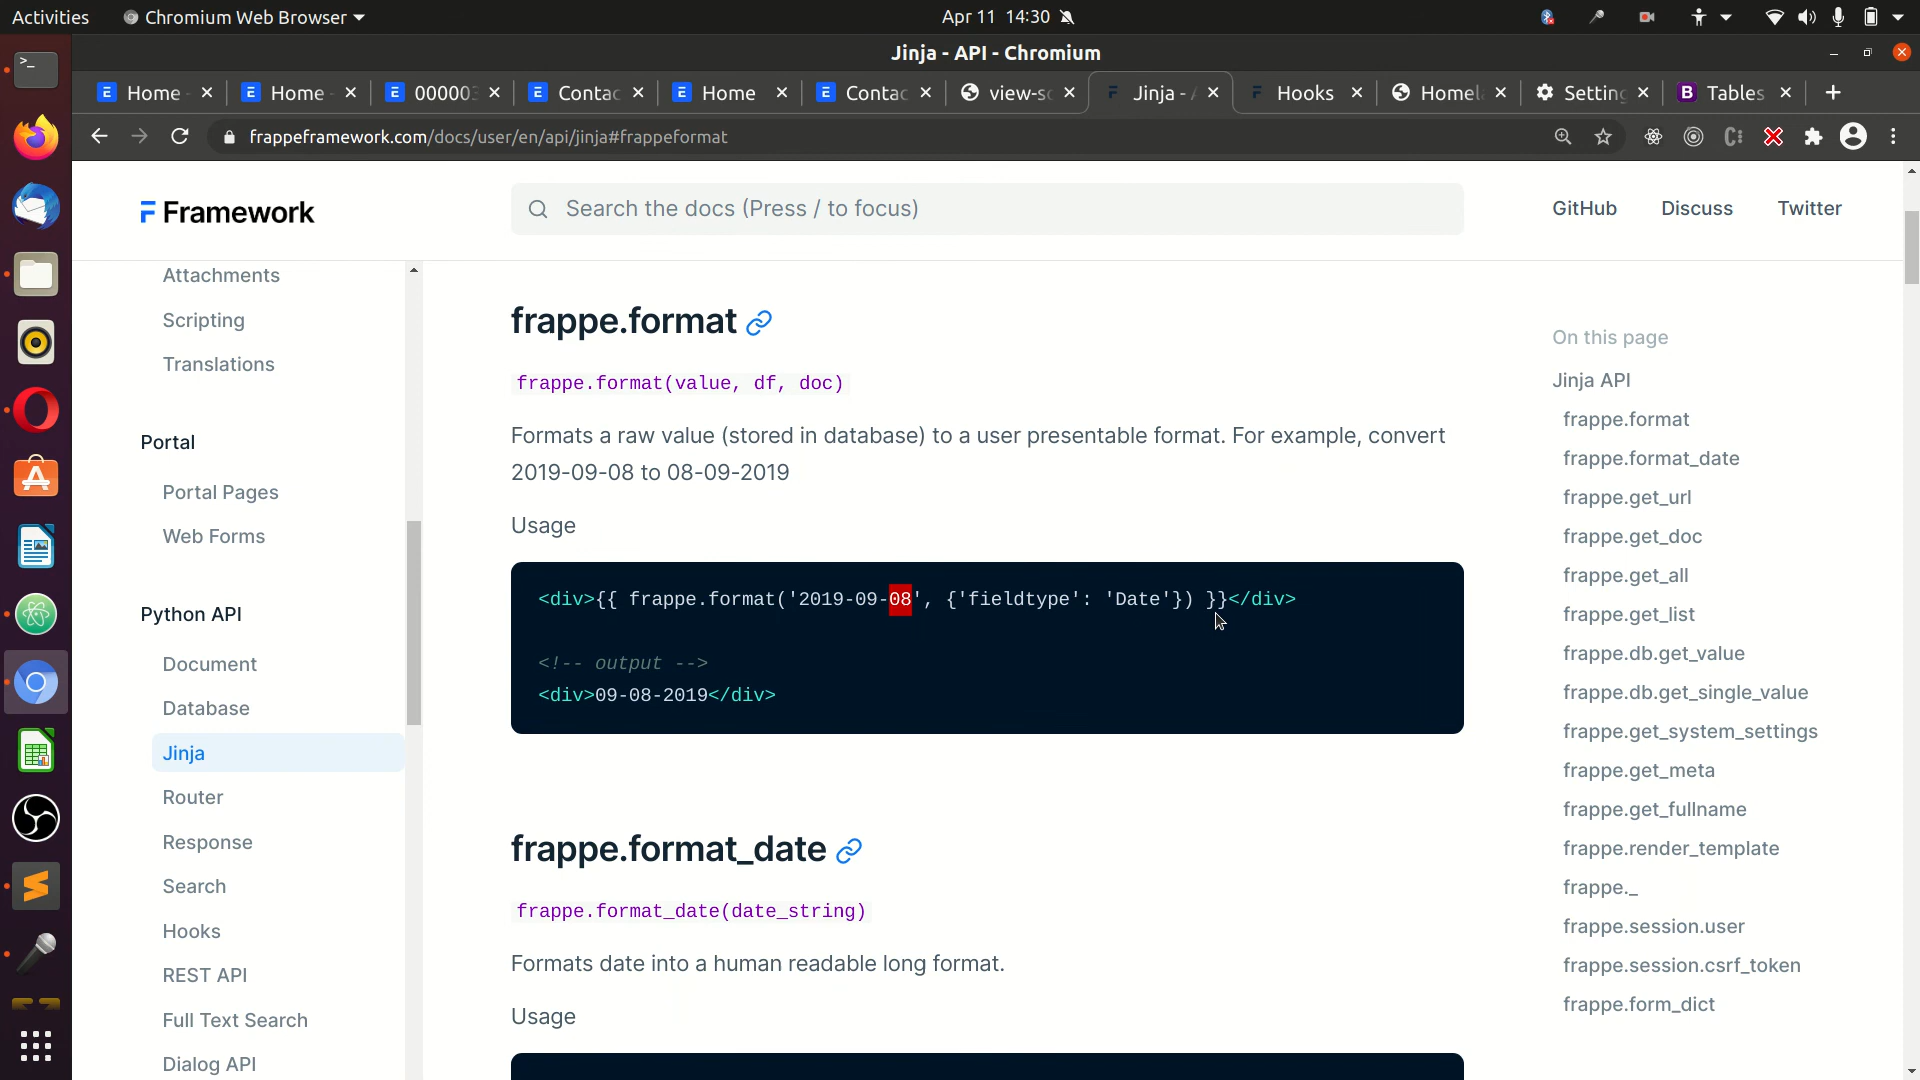 Activities
Chromium Web Browser
Apr 11 14:30
Jinja - API - Chromium
Home -
Home -
00000
Contac
Home
Contac
view-so
Jinja - A
Hooks
Homel
Setting
Tables
frappeframework.com/docs/user/en/api/jinja#frappeformat
Framework
Search the docs (Press / to focus)
GitHub
Discuss
Twitter
Attachments
Scripting
Translations
Portal
Portal Pages
Web Forms
Python API
Document
Database
Jinja
Router
Response
Search
Hooks
REST API
Full Text Search
Dialog API
frappe.format
frappe.format(value, df, doc)
Formats a raw value (stored in database) to a user presentable format. For example, convert
2019-09-08 to 08-09-2019
Usage
<div>{{ frappe.format('2019-09-08', {'fieldtype': 'Date'}) }}</div>
<!-- output -->
<div>09-08-2019</div>
frappe.format_date
frappe.format_date(date_string)
Formats date into a human readable long format.
Usage
On this page
Jinja API
frappe.format
frappe.format_date
frappe.get_url
frappe.get_doc
frappe.get_all
frappe.get_list
frappe.db.get_value
frappe.db.get_single_value
frappe.get_system_settings
frappe.get_meta
frappe.get_fullname
frappe.render_template
frappe._
frappe.session.user
frappe.session.csrf_token
frappe.form_dict